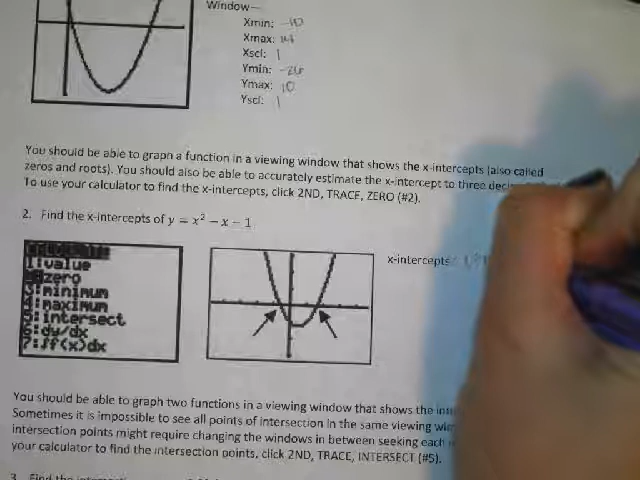 Window—
Xmin: -10
Xmax:
Xscl: 1
Ymin:
Ymax: 10
Yscl: 1
You should be able to graph a function in a viewing window that shows the x-intercepts (also called
zeros and roots). You should also be able to accurately estimate the x-intercept to three
To use your calculator to find the x-intercepts, click 2ND, TRACE, ZERO (#2).
2. Find the x-intercepts of y = x² – x – 1
CALCULATE
1:value
2:zero
3:minimum
4:maximum
5:intersect
6:dy/dx
7:∫f(x)dx
x-intercepts:
You should be able to graph two functions in a viewing window that shows the
Sometimes it is impossible to see all points of intersection in the same viewing
intersection points might require changing the windows in between seeking each
your calculator to find the intersection points, click 2ND, TRACE, INTERSECT (#5).
3. Find the